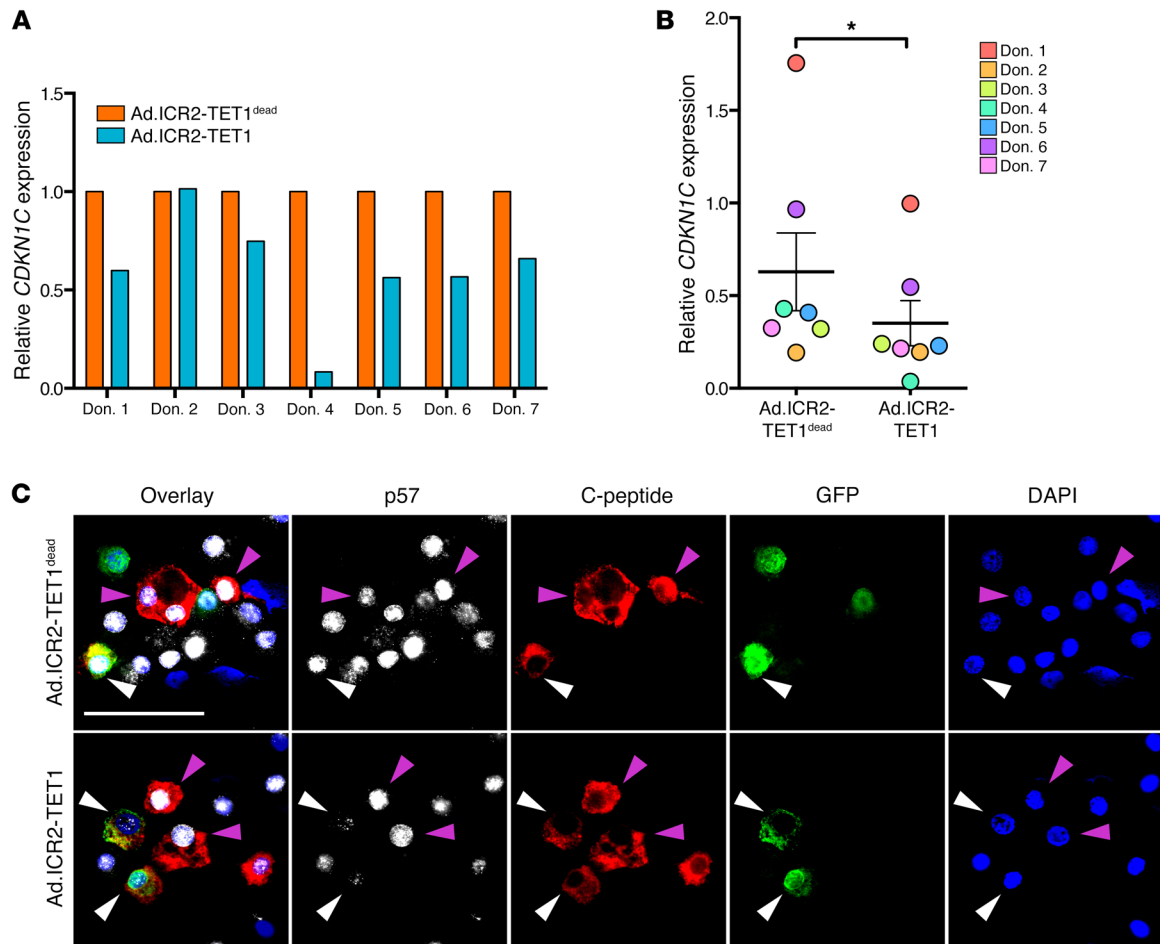 A
Relative CDKN1C expression
1.5
1.0
0.5
0.0
Ad.ICR2-TET1dead
Ad.ICR2-TET1
Don. 1
Don. 2
Don. 3
Don. 4
Don. 5
Don. 6
Don. 7
B
Relative CDKN1C expression
2.0
1.5
1.0
0.5
0.0
*
Ad.ICR2-
TET1dead
Ad.ICR2-
TET1
Don. 1
Don. 2
Don. 3
Don. 4
Don. 5
Don. 6
Don. 7
C
Overlay
p57
C-peptide
GFP
DAPI
Ad.ICR2-TET1dead
Ad.ICR2-TET1